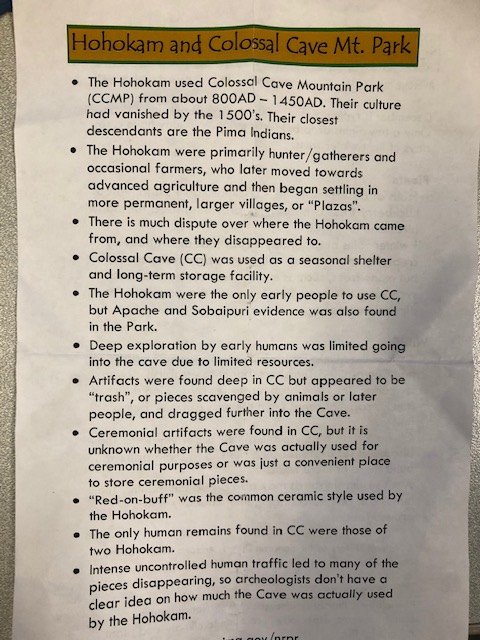 Hohokam and Colossal Cave Mt. Park
• The Hohokam used Colossal Cave Mountain Park
(CCMP) from about 800AD – 1450AD. Their culture
had vanished by the 1500's. Their closest
descendants are the Pima Indians.
• The Hohokam were primarily hunter/gatherers and
occasional farmers, who later moved towards
advanced agriculture and then began settling in
more permanent, larger villages, or "Plazas".
• There is much dispute over where the Hohokam came
from, and where they disappeared to.
• Colossal Cave (CC) was used as a seasonal shelter
and long-term storage facility.
• The Hohokam were the only early people to use CC,
but Apache and Sobaipuri evidence was also found
in the Park.
• Deep exploration by early humans was limited going
into the cave due to limited resources.
• Artifacts were found deep in CC but appeared to be
"trash", or pieces scavenged by animals or later
people, and dragged further into the Cave.
• Ceremonial artifacts were found in CC, but it is
unknown whether the Cave was actually used for
ceremonial purposes or was just a convenient place
to store ceremonial pieces.
• "Red-on-buff" was the common ceramic style used by
the Hohokam.
• The only human remains found in CC were those of
two Hohokam.
• Intense uncontrolled human traffic led to many of the
pieces disappearing, so archeologists don't have a
clear idea on how much the Cave was actually used
by the Hohokam.